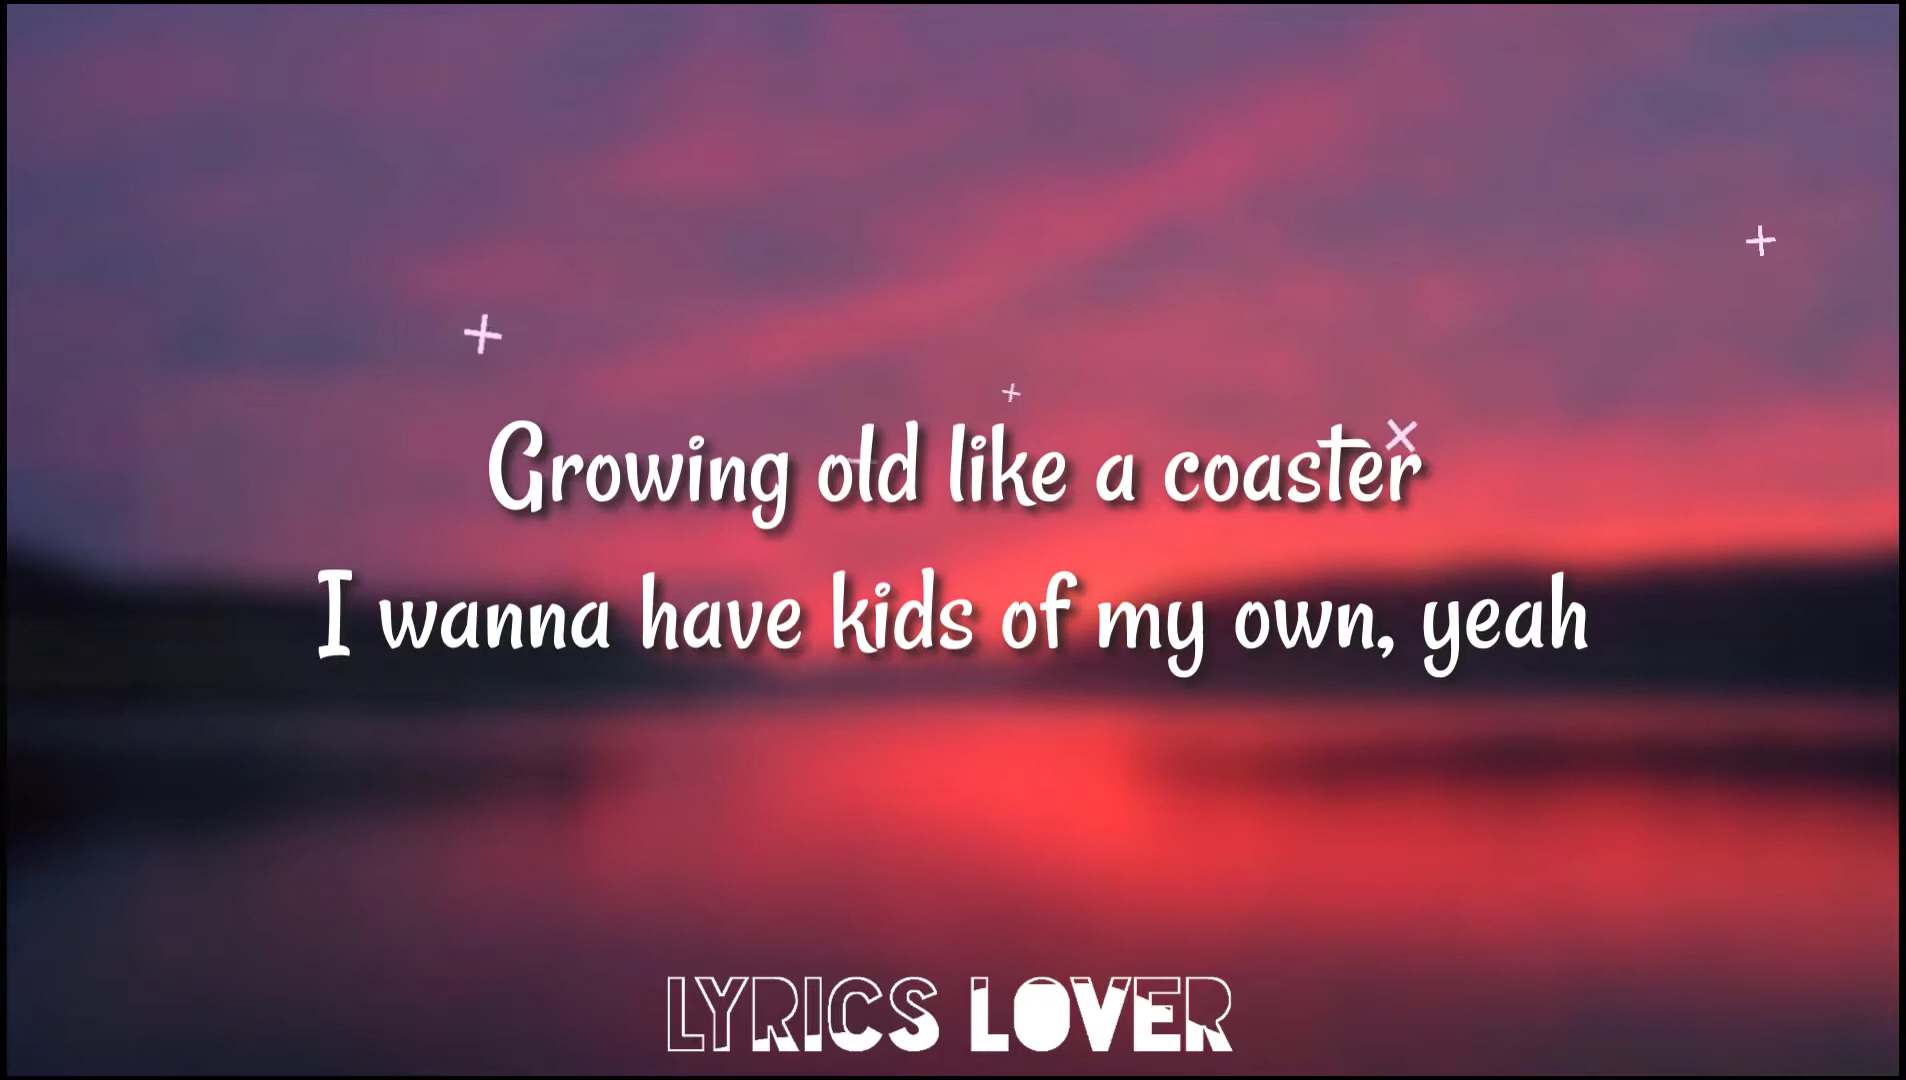 Growing old like a coaster
I wanna have kids of my own, yeah
LYRICS LOVER